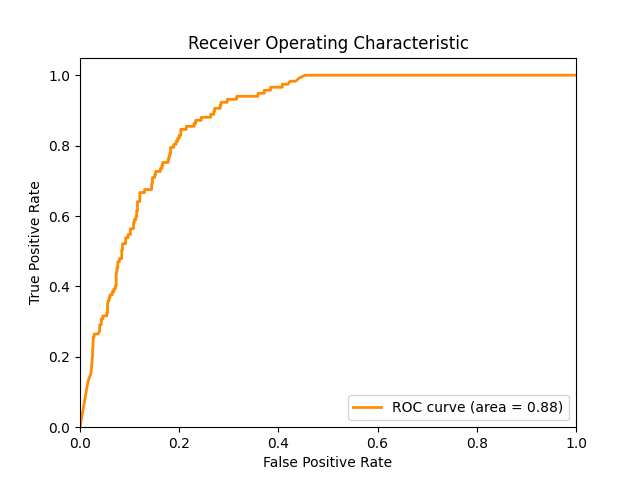 Receiver Operating Characteristic
1.0
0.8
0.6
0.4
0.2
0.0
True Positive Rate
ROC curve (area = 0.88)
0.0 0.2 0.4 0.6 0.8 1.0
False Positive Rate